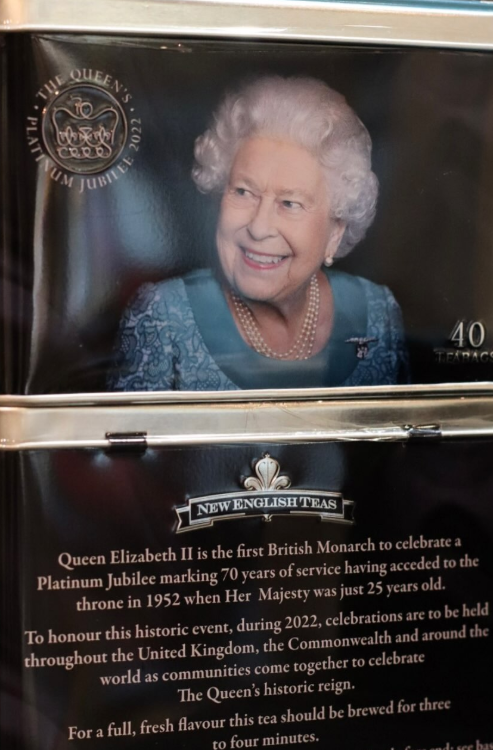 THE QUEEN'S
PLATINUM JUBILEE 2022
70
40
TEABAGS
NEW ENGLISH TEAS
Queen Elizabeth II is the first British Monarch to celebrate a
Platinum Jubilee marking 70 years of service having acceded to the
throne in 1952 when Her Majesty was just 25 years old.
To honour this historic event, during 2022, celebrations are to be held
throughout the United Kingdom, the Commonwealth and around the
world as communities come together to celebrate
The Queen's historic reign.
For a full, fresh flavour this tea should be brewed for three
to four minutes.